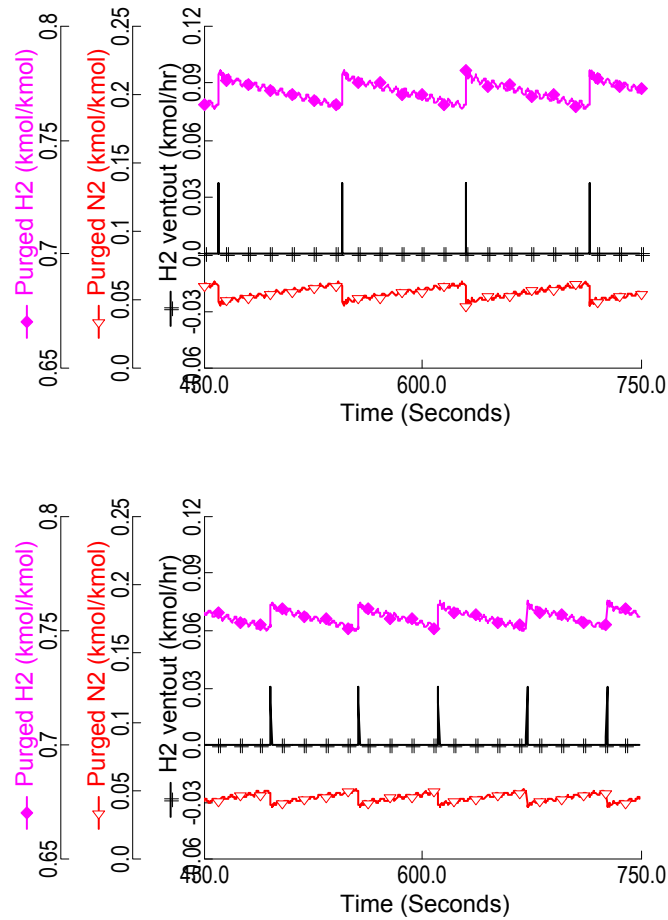 Purged H2 (kmol/kmol)
0.65 0.7 0.75 0.8
Purged N2 (kmol/kmol)
0.0 0.05 0.1 0.15 0.2 0.25
H2 ventout (kmol/hr)
-0.06 -0.03 0.0 0.03 0.06 0.09 0.12
450.0 600.0 750.0
Time (Seconds)
Purged H2 (kmol/kmol)
0.65 0.7 0.75 0.8
Purged N2 (kmol/kmol)
0.0 0.05 0.1 0.15 0.2 0.25
H2 ventout (kmol/hr)
-0.06 -0.03 0.0 0.03 0.06 0.09 0.12
450.0 600.0 750.0
Time (Seconds)